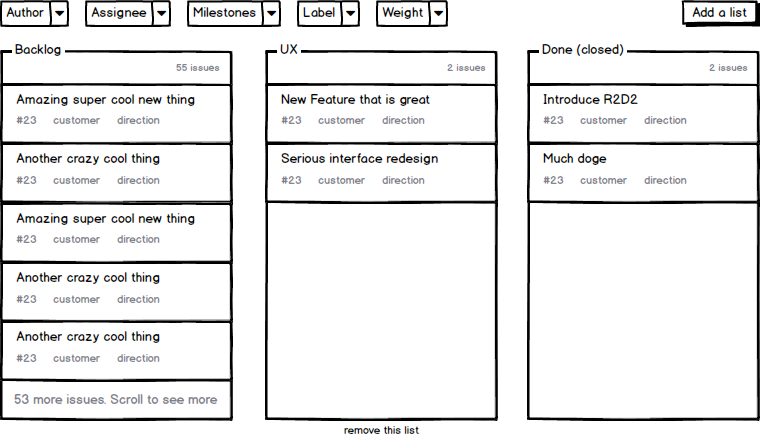 Author Assignee Milestones Label Weight Add a list
Backlog
55 issues
Amazing super cool new thing
#23 customer direction
Another crazy cool thing
#23 customer direction
Amazing super cool new thing
#23 customer direction
Another crazy cool thing
#23 customer direction
Another crazy cool thing
#23 customer direction
53 more issues. Scroll to see more
UX
2 issues
New Feature that is great
#23 customer direction
Serious interface redesign
#23 customer direction
remove this list
Done (closed)
2 issues
Introduce R2D2
#23 customer direction
Much doge
#23 customer direction